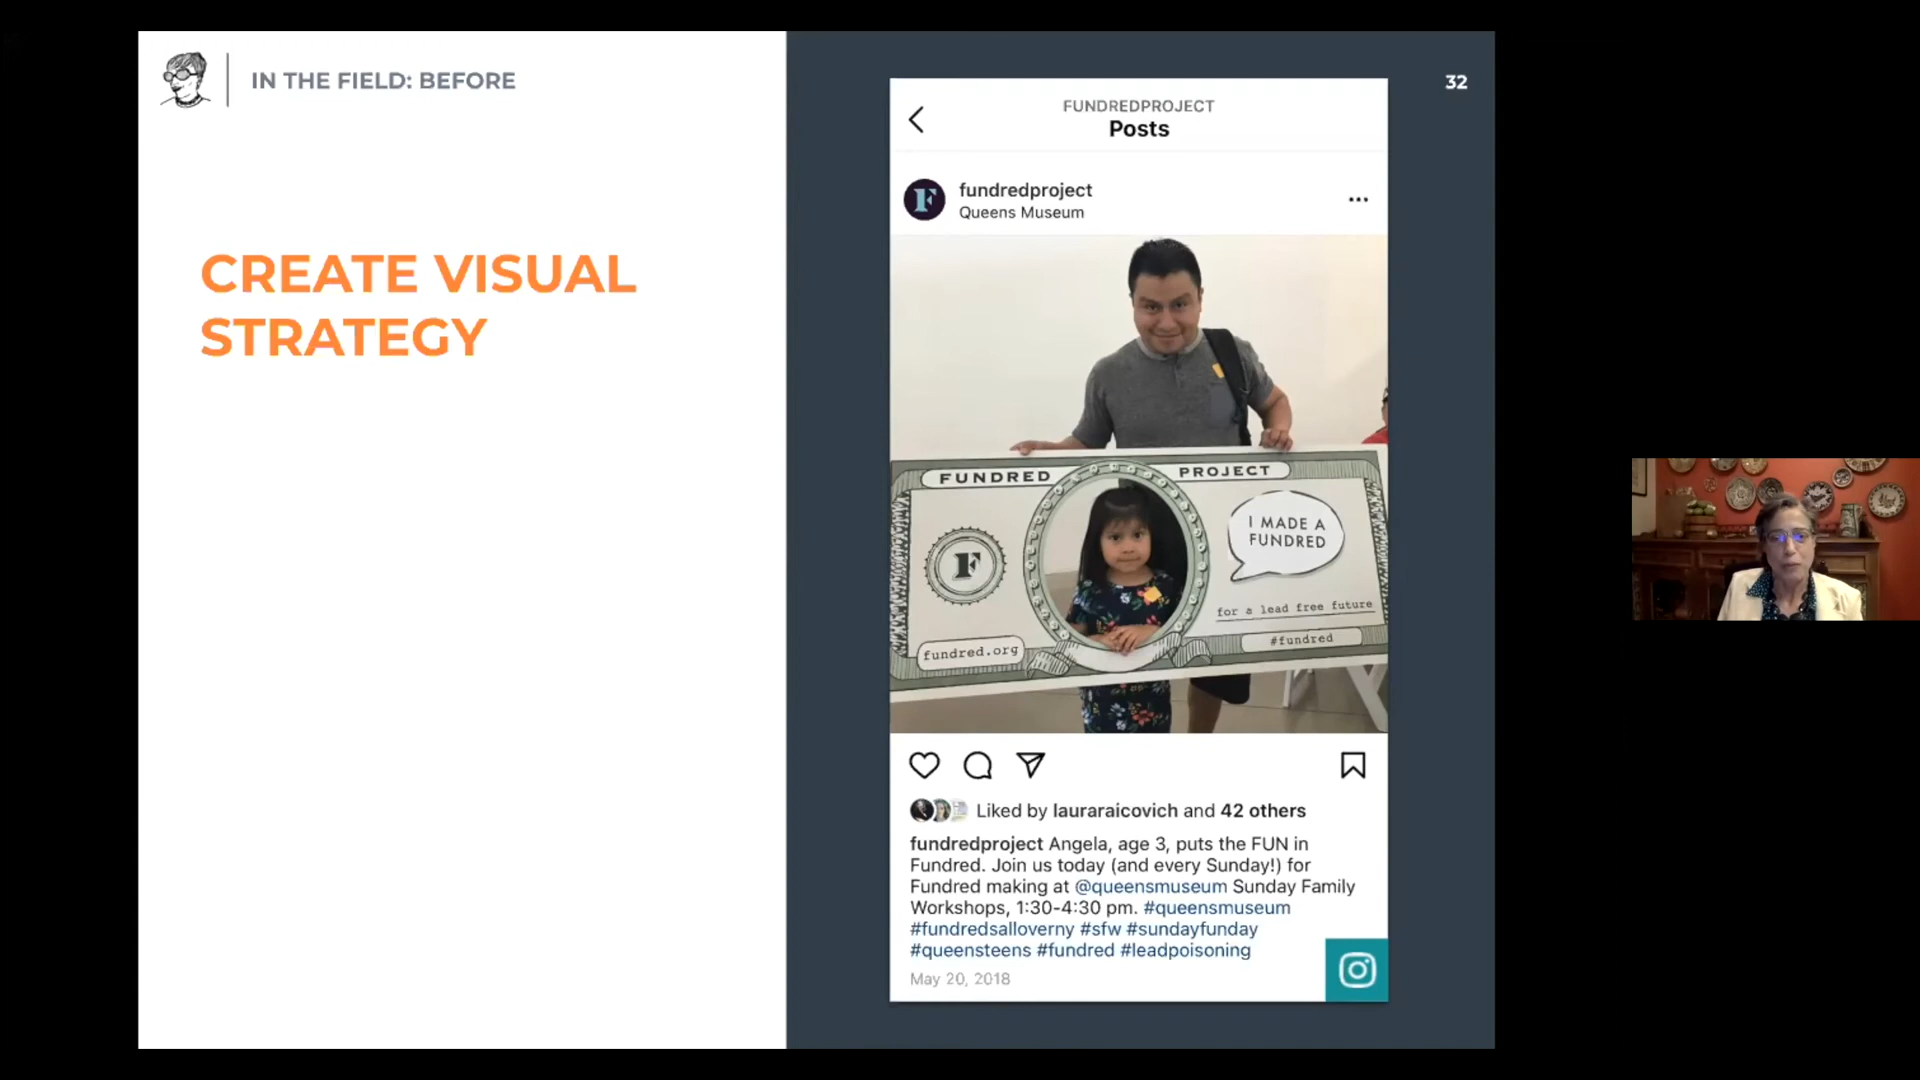 IN THE FIELD: BEFORE
CREATE VISUAL
STRATEGY
32
FUNDREDPROJECT
Posts
fundredproject
Queens Museum
FUNDRED PROJECT
I MADE A
FUNDRED
F
for a lead free future
#fundred
fundred.org
Liked by lauraraicovich and 42 others
fundredproject Angela, age 3, puts the FUN in
Fundred. Join us today (and every Sunday!) for
Fundred making at @queensmuseum Sunday Family
Workshops, 1:30-4:30 pm. #queensmuseum
#fundredsalloverny #sfw #sundayfunday
#queensteens #fundred #leadpoisoning
May 20, 2018